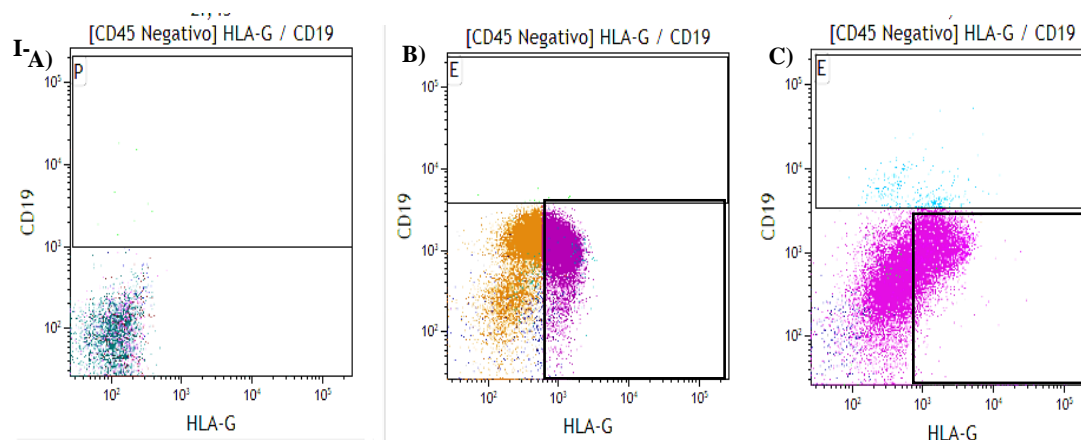 I-
A)
[CD45 Negativo] HLA-G / CD19
P
10⁵
10⁴
10³
10²
CD19
10² 10³ 10⁴ 10⁵
HLA-G
B)
[CD45 Negativo] HLA-G / CD19
E
10⁵
10⁴
10³
10²
CD19
10² 10³ 10⁴ 10⁵
HLA-G
C)
[CD45 Negativo] HLA-G / CD19
E
10⁵
10⁴
10³
10²
CD19
10² 10³ 10⁴ 10⁵
HLA-G